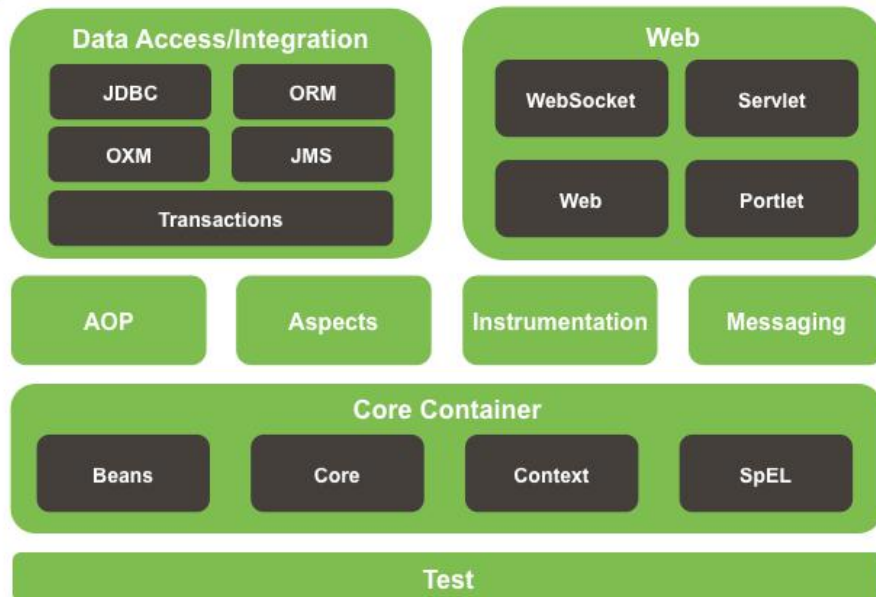 Data Access/Integration
JDBC
ORM
OXM
JMS
Transactions
Web
WebSocket
Servlet
Web
Portlet
AOP
Aspects
Instrumentation
Messaging
Core Container
Beans
Core
Context
SpEL
Test